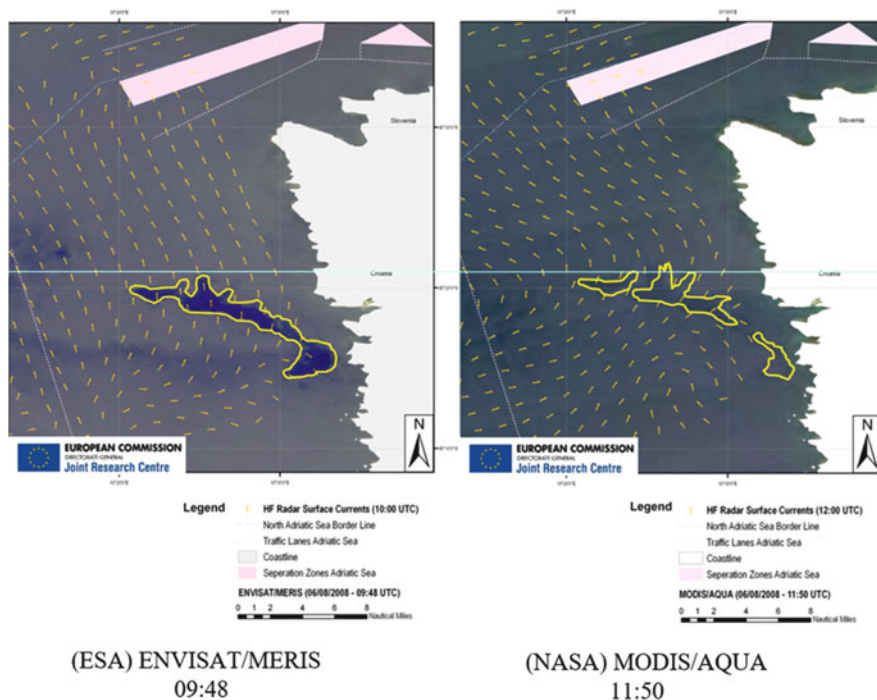 Slovenia
Croatia
N
EUROPEAN COMMISSION
DIRECTORATE-GENERAL
Joint Research Centre
Legend
HF Radar Surface Currents (10:00 UTC)
North Adriatic Sea Border Line
Traffic Lanes Adriatic Sea
Coastline
Seperation Zones Adriatic Sea
ENVISAT/MERIS (06/08/2008 - 09:48 UTC)
0 1 2 4 6 8
Nautical Miles
(ESA) ENVISAT/MERIS
09:48
Slovenia
Croatia
N
EUROPEAN COMMISSION
DIRECTORATE-GENERAL
Joint Research Centre
Legend
HF Radar Surface Currents (12:00 UTC)
North Adriatic Sea Border Line
Traffic Lanes Adriatic Sea
Coastline
Seperation Zones Adriatic Sea
MODIS/AQUA (06/08/2008 - 11:50 UTC)
0 1 2 4 6 8
Nautical Miles
(NASA) MODIS/AQUA
11:50